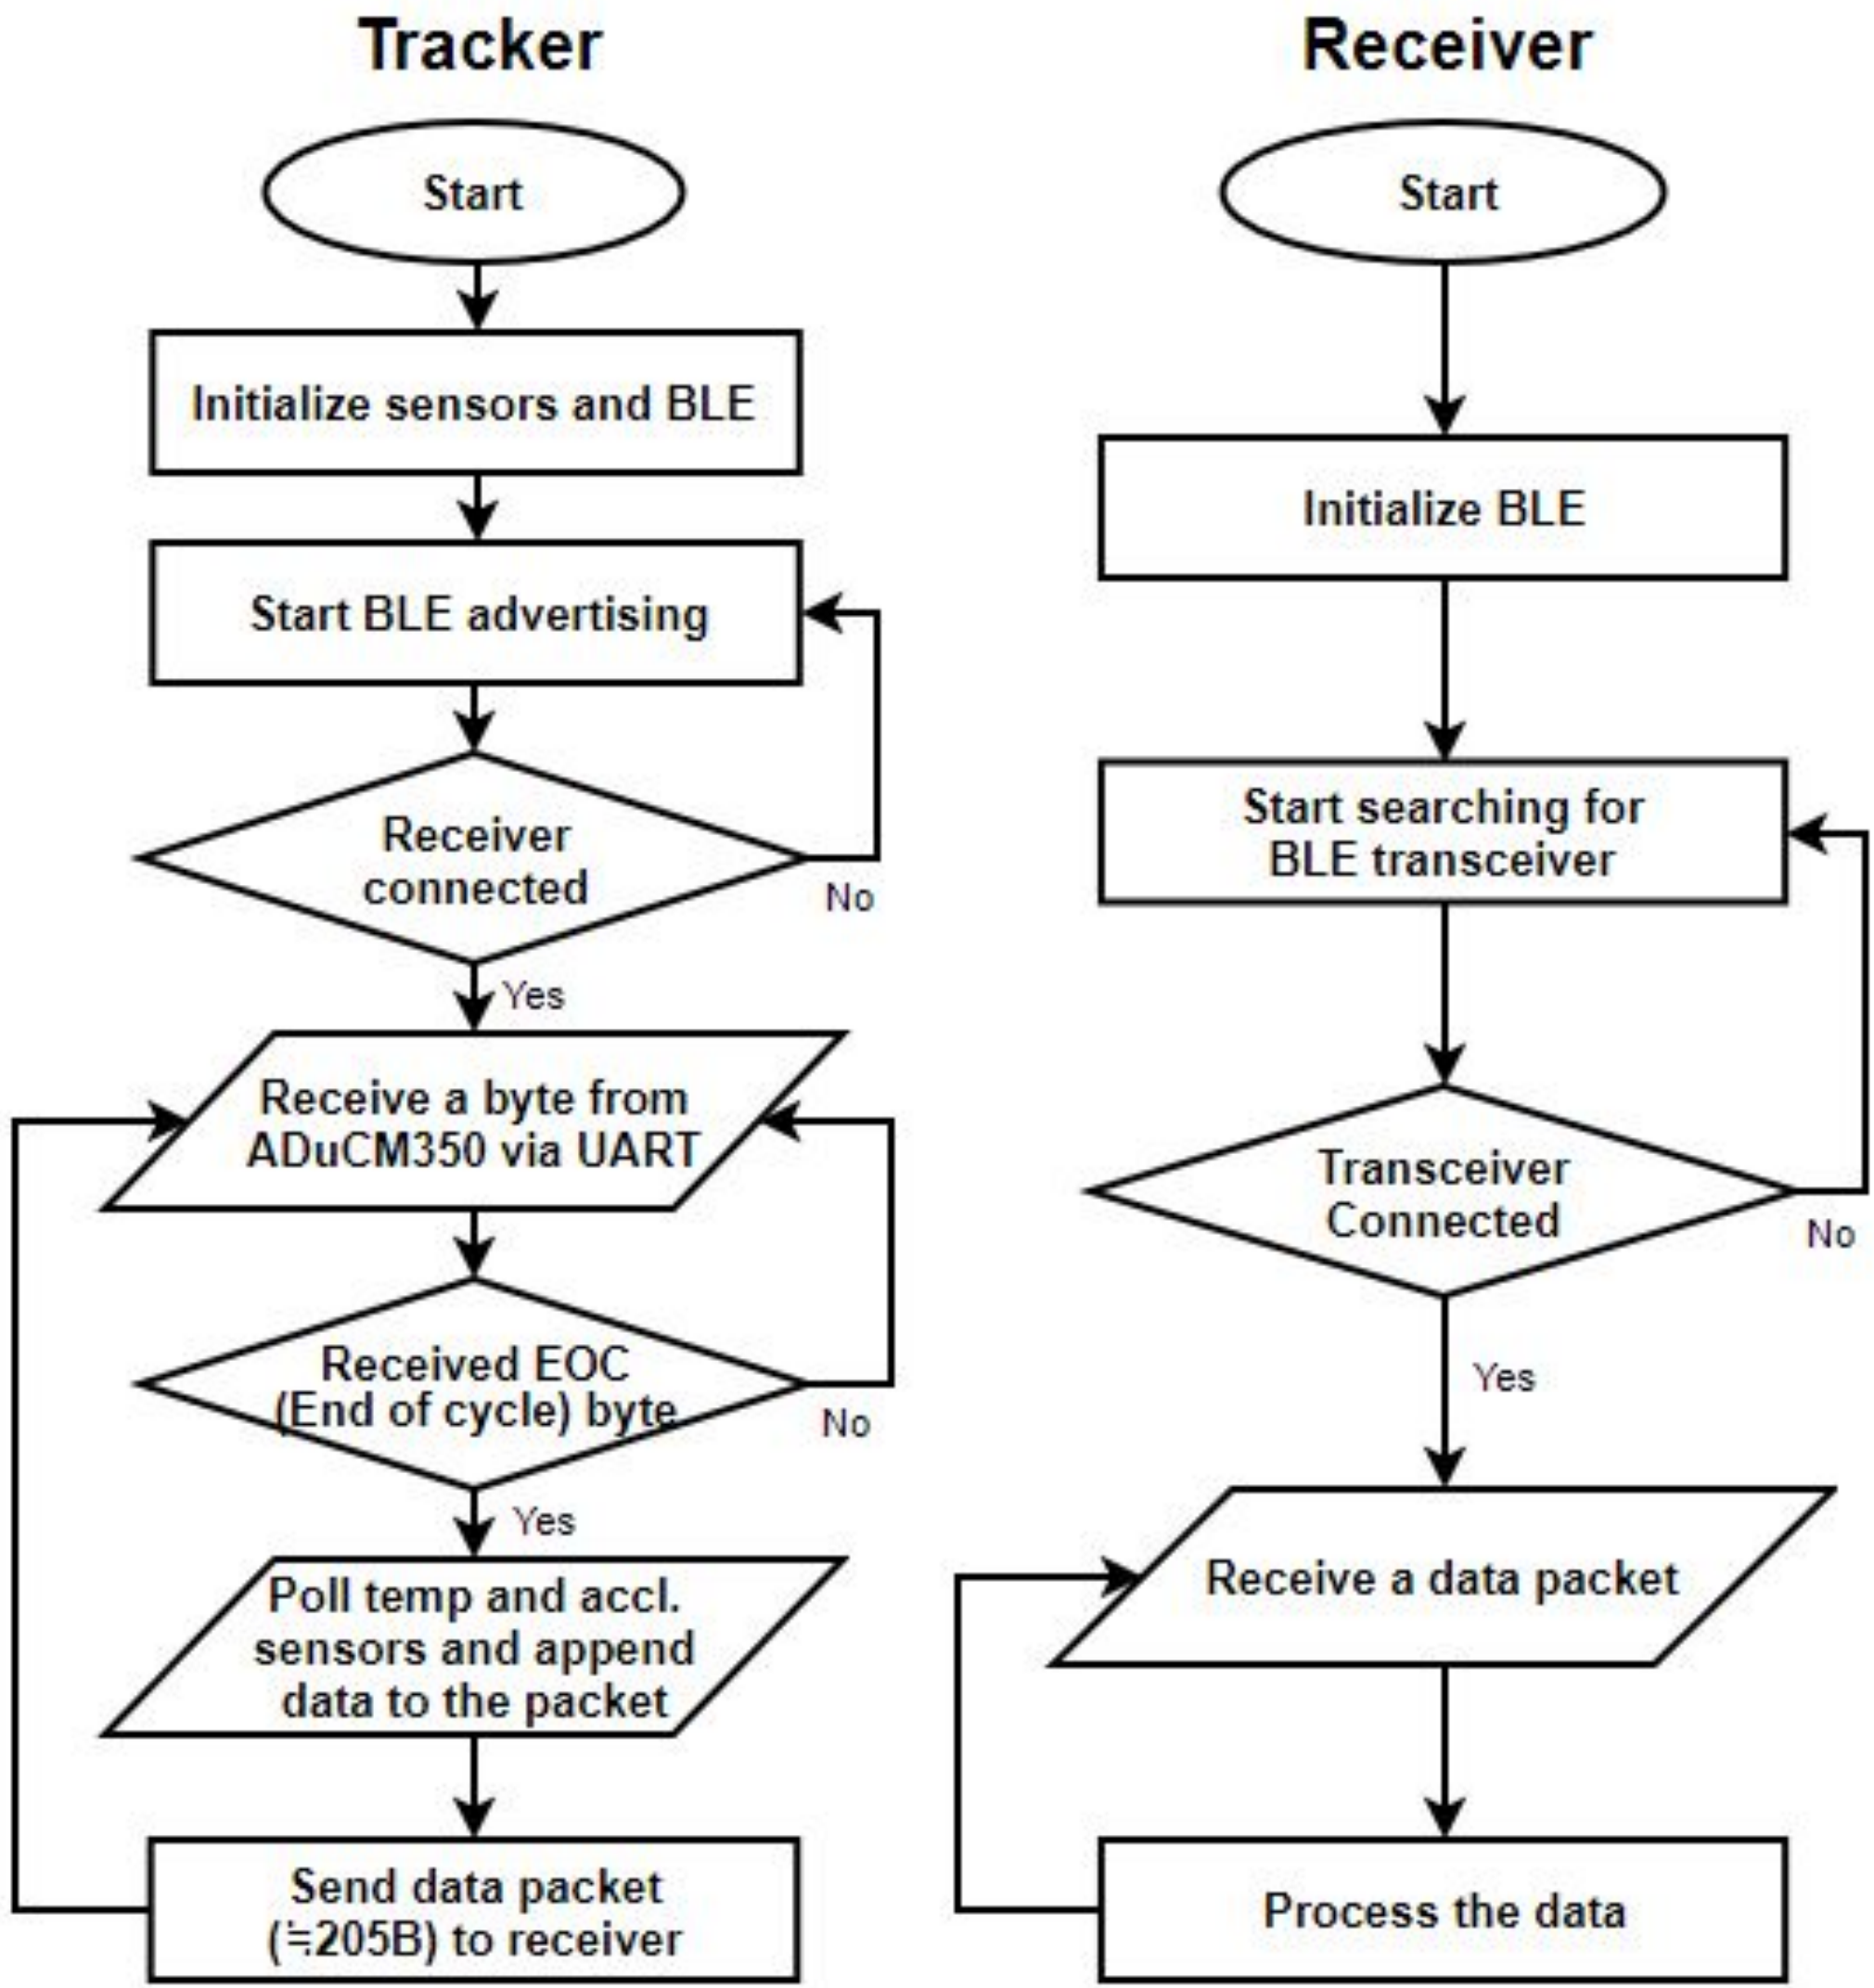 Tracker
Start
Initialize sensors and BLE
Start BLE advertising
Receiver
connected
No
Yes
Receive a byte from
ADuCM350 via UART
Received EOC
(End of cycle) byte
No
Yes
Poll temp and accl.
sensors and append
data to the packet
Send data packet
(≒205B) to receiver
Receiver
Start
Initialize BLE
Start searching for
BLE transceiver
Transceiver
Connected
No
Yes
Receive a data packet
Process the data